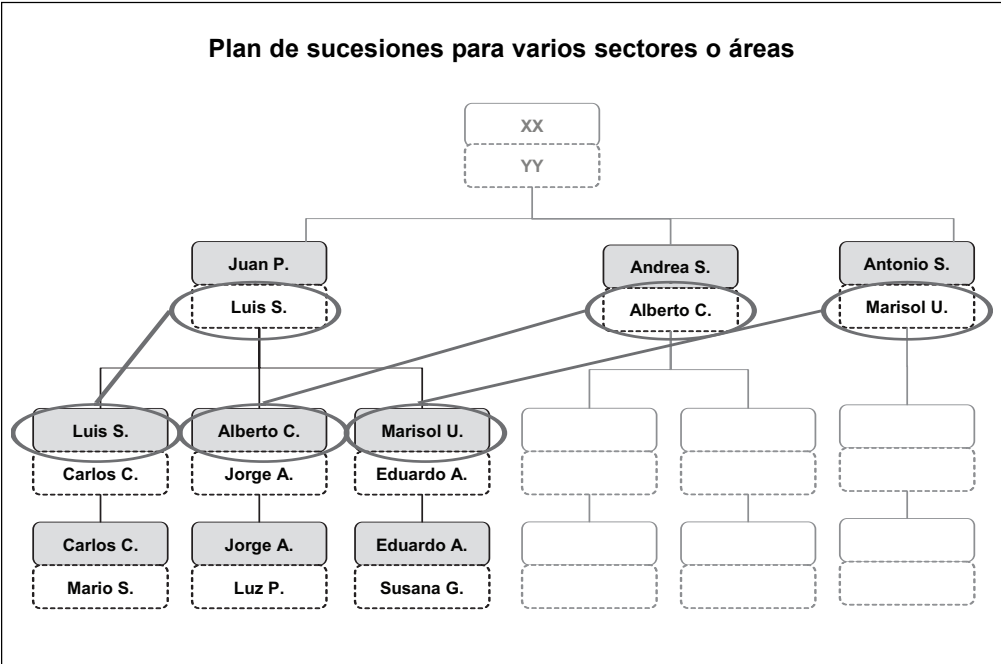 Plan de sucesiones para varios sectores o áreas
XX
YY
Juan P.
Luis S.
Andrea S.
Alberto C.
Antonio S.
Marisol U.
Luis S.
Carlos C.
Alberto C.
Jorge A.
Marisol U.
Eduardo A.
Carlos C.
Mario S.
Jorge A.
Luz P.
Eduardo A.
Susana G.